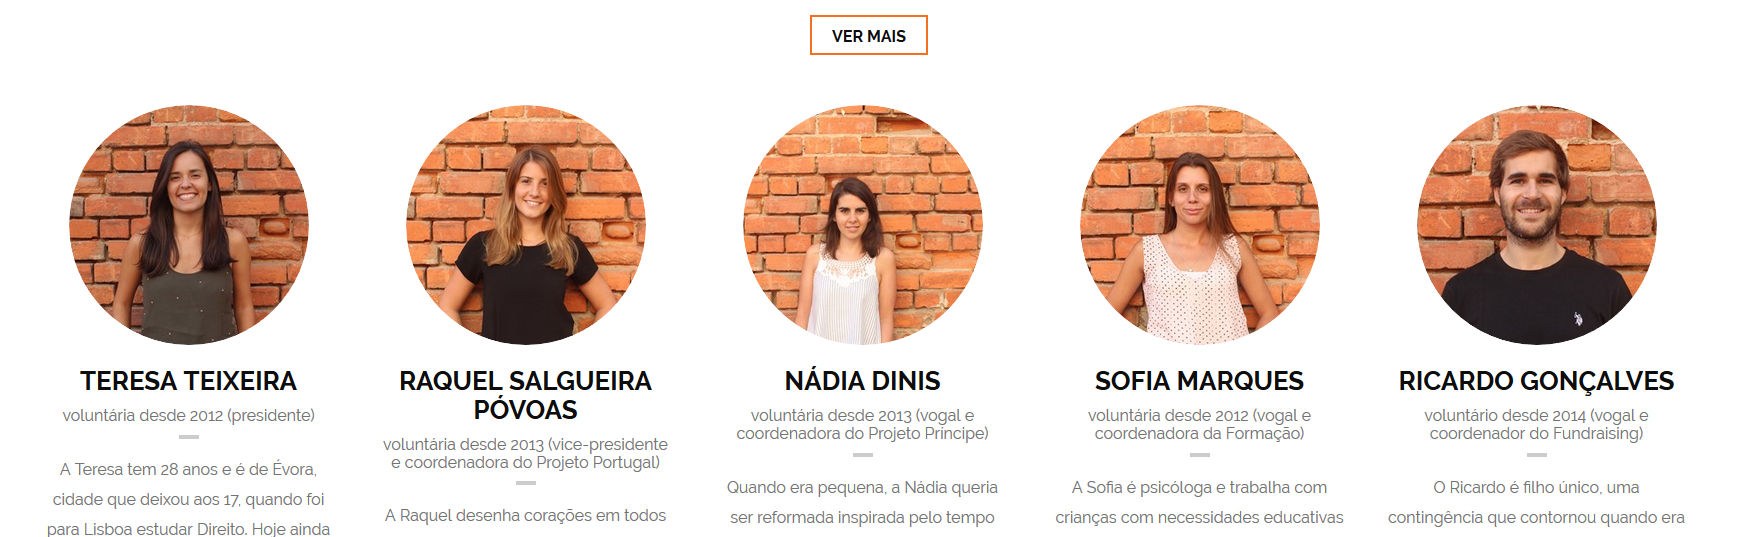 VER MAIS
TERESA TEIXEIRA
voluntária desde 2012 (presidente)
A Teresa tem 28 anos e é de Évora,
cidade que deixou aos 17, quando foi
para Lisboa estudar Direito. Hoje ainda
RAQUEL SALGUEIRA
PÓVOAS
voluntária desde 2013 (vice-presidente
e coordenadora do Projeto Portugal)
A Raquel desenha corações em todos
NÁDIA DINIS
voluntária desde 2013 (vogal e
coordenadora do Projeto Príncipe)
Quando era pequena, a Nádia queria
ser reformada inspirada pelo tempo
SOFIA MARQUES
voluntária desde 2012 (vogal e
coordenadora da Formação)
A Sofia é psicóloga e trabalha com
crianças com necessidades educativas
RICARDO GONÇALVES
voluntário desde 2014 (vogal e
coordenador do Fundraising)
O Ricardo é filho único, uma
contingência que contornou quando era